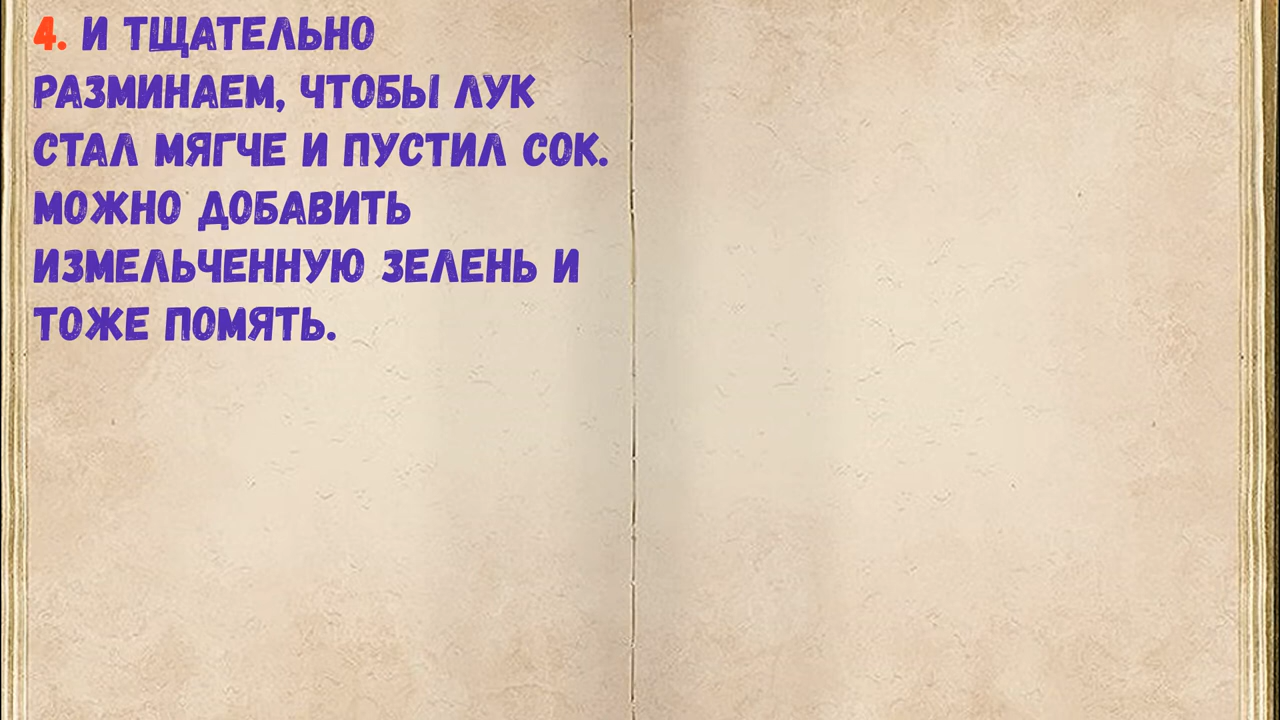 4. И ТЩАТЕЛЬНО
РАЗМИНАЕМ, ЧТОБЫ ЛУК
СТАЛ МЯГЧЕ И ПУСТИЛ СОК.
МОЖНО ДОБАВИТЬ
ИЗМЕЛЬЧЕННУЮ ЗЕЛЕНЬ И
ТОЖЕ ПОМЯТЬ.